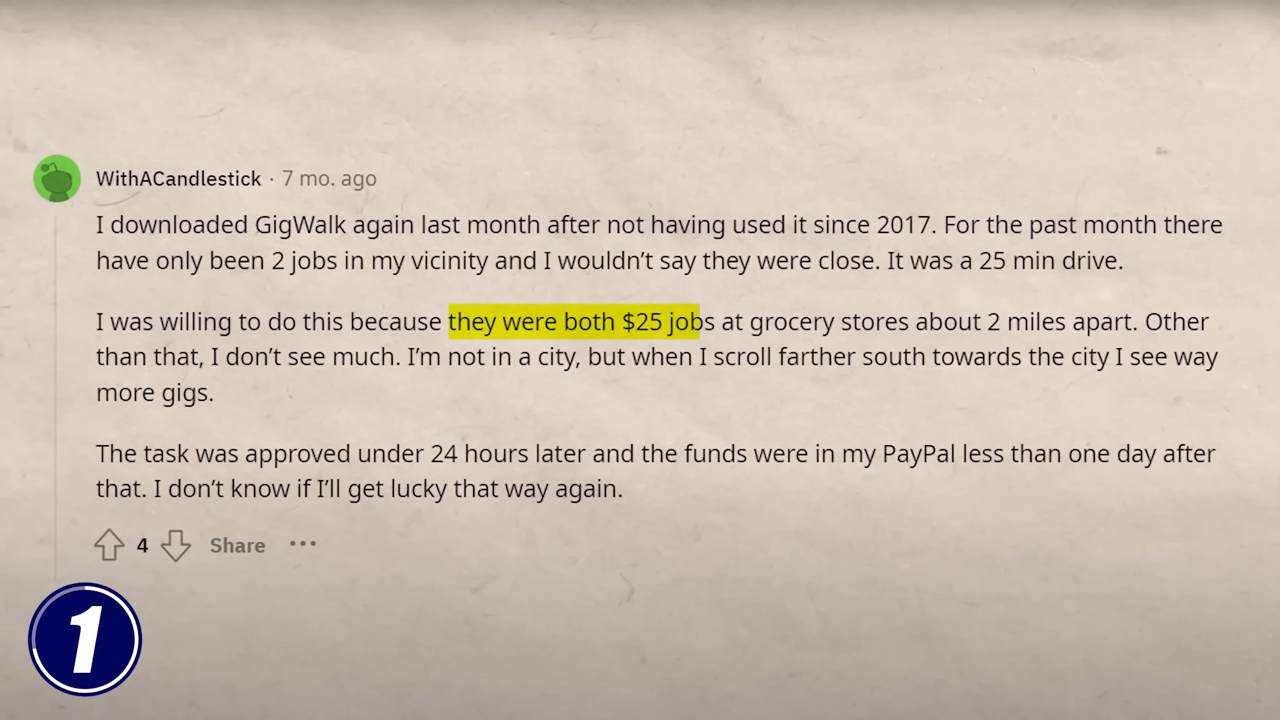 WithACandlestick · 7 mo. ago
I downloaded GigWalk again last month after not having used it since 2017. For the past month there
have only been 2 jobs in my vicinity and I wouldn’t say they were close. It was a 25 min drive.
I was willing to do this because they were both $25 jobs at grocery stores about 2 miles apart. Other
than that, I don’t see much. I’m not in a city, but when I scroll farther south towards the city I see way
more gigs.
The task was approved under 24 hours later and the funds were in my PayPal less than one day after
that. I don’t know if I’ll get lucky that way again.
4 Share •••
1